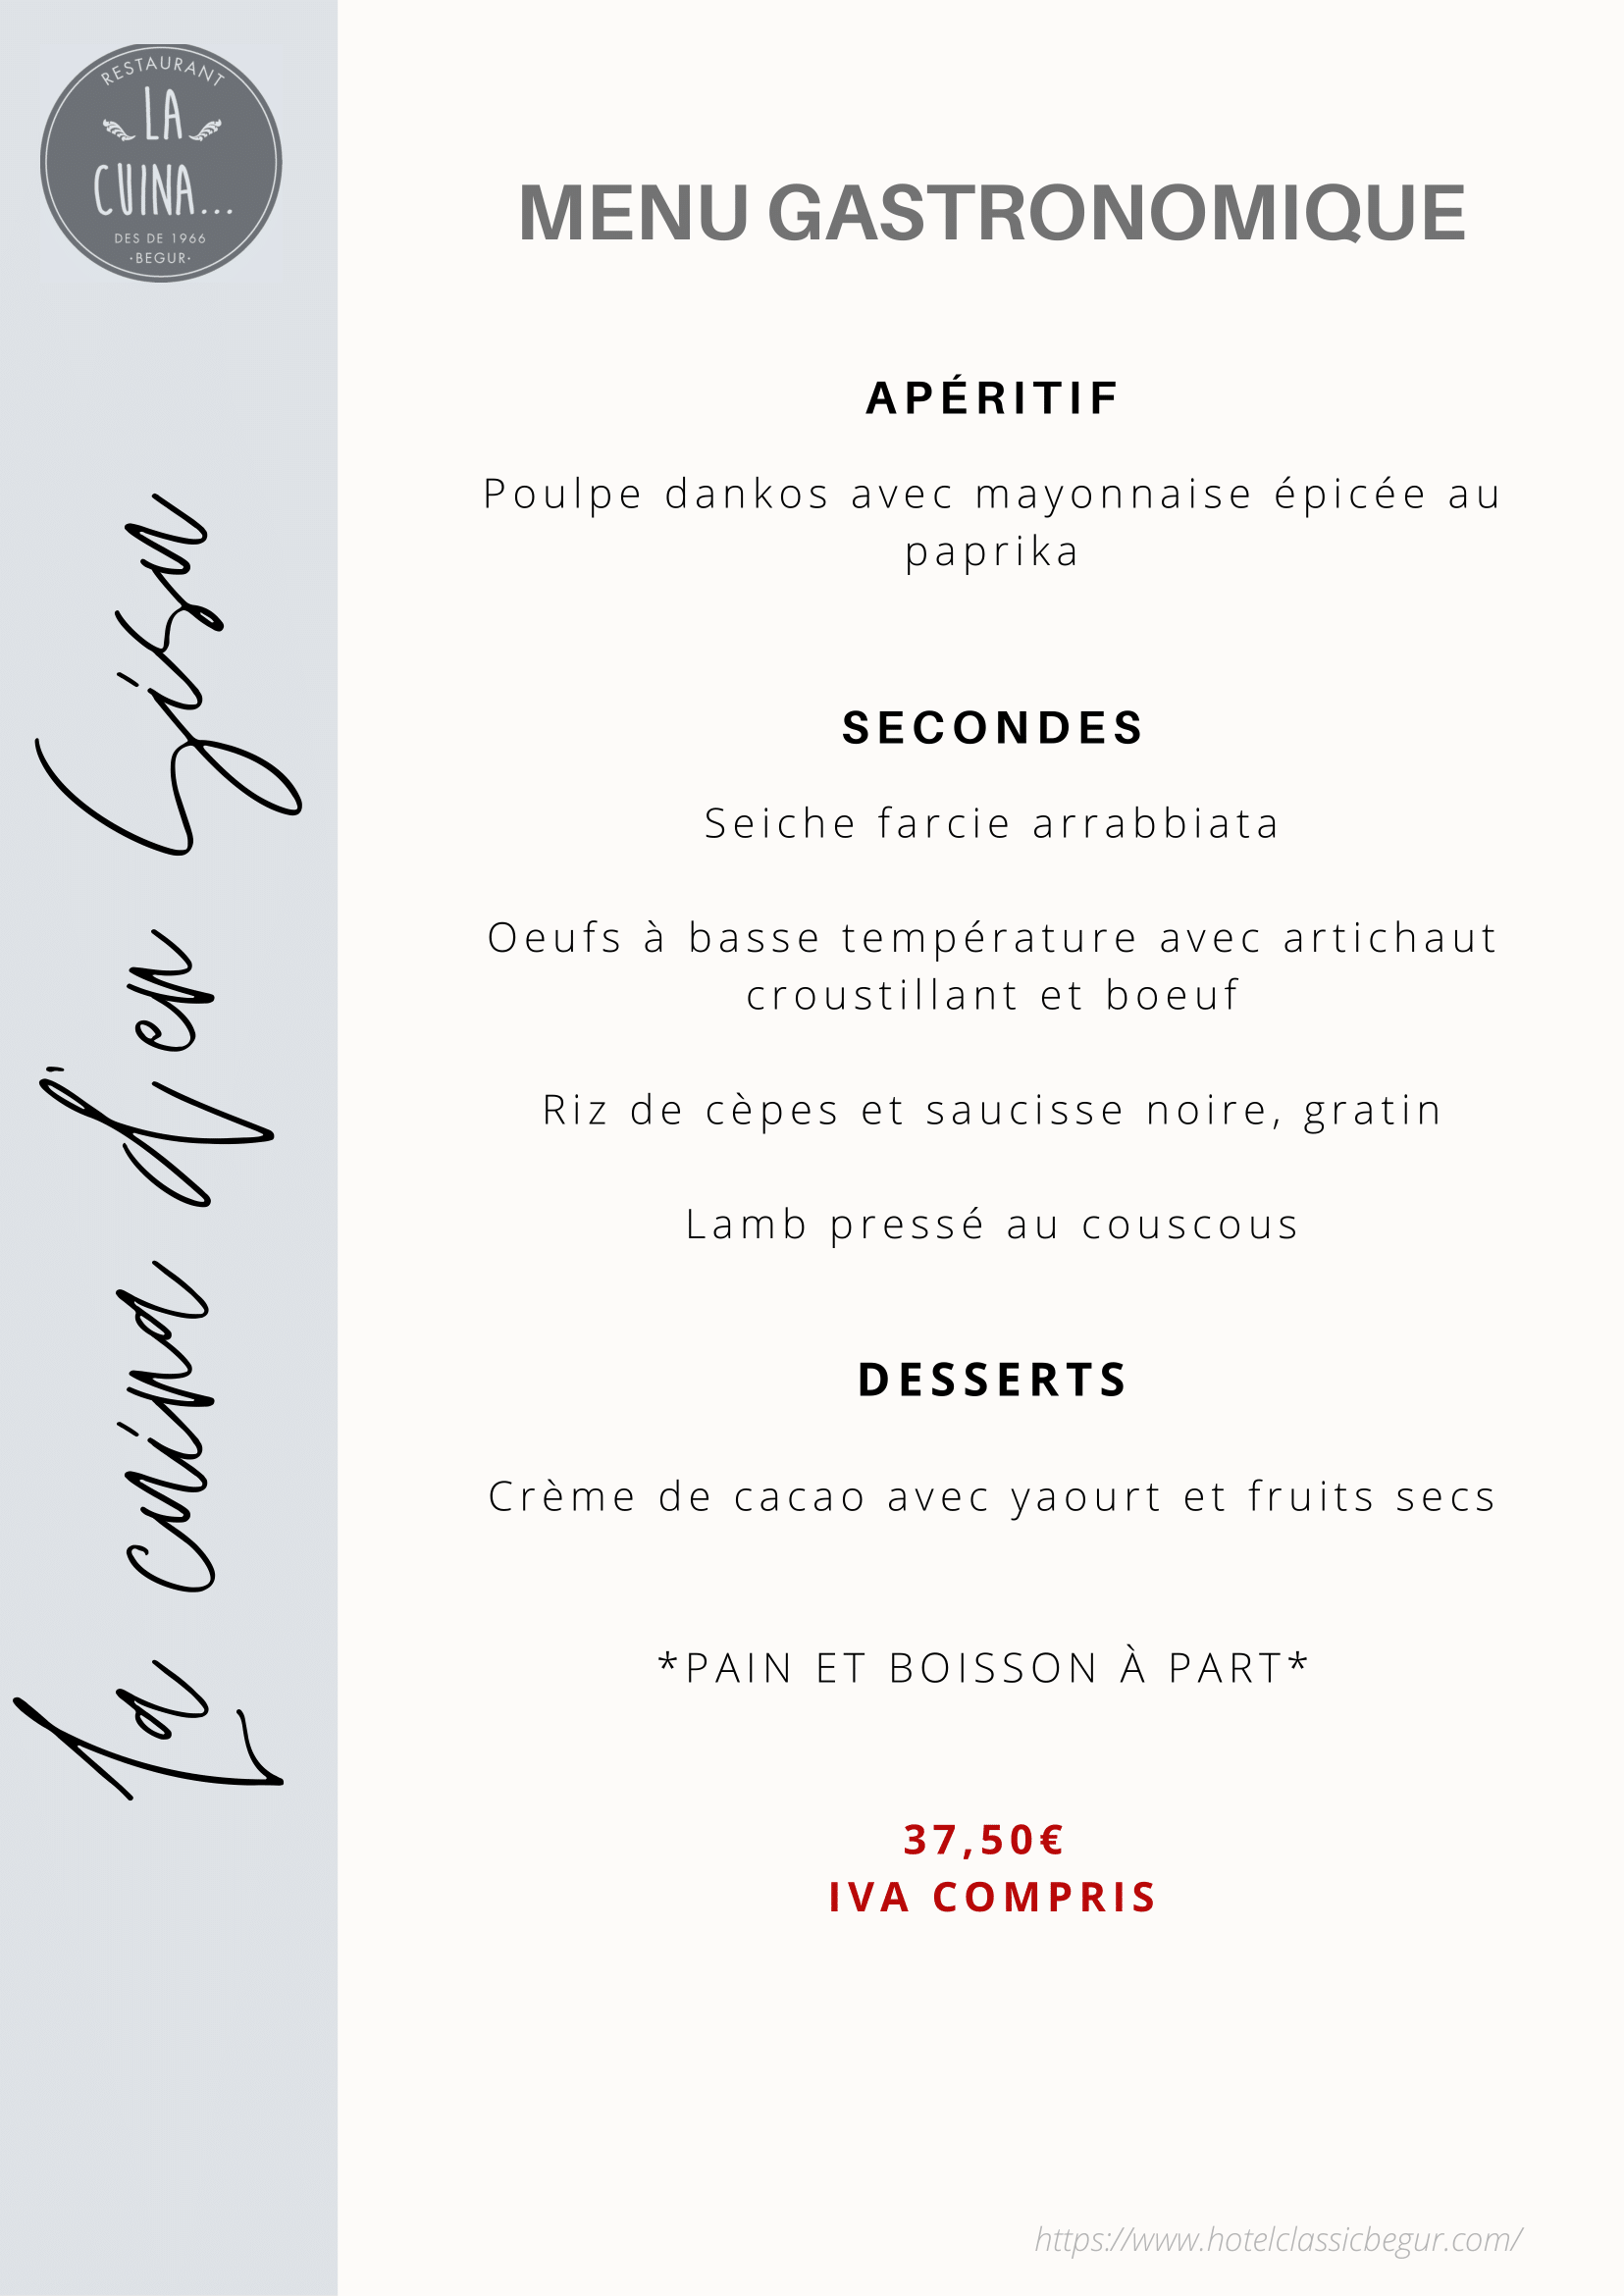 RESTAURANT
LA
CUINA...
DES DE 1966
·BEGUR·
La cuina d'en Sisu
MENU GASTRONOMIQUE
APÉRITIF
Poulpe dankos avec mayonnaise épicée au
paprika
SECONDES
Seiche farcie arrabbiata
Oeufs à basse température avec artichaut
croustillant et boeuf
Riz de cèpes et saucisse noire, gratin
Lamb pressé au couscous
DESSERTS
Crème de cacao avec yaourt et fruits secs
*PAIN ET BOISSON À PART*
37,50€
IVA COMPRIS
https://www.hotelclassicbegur.com/